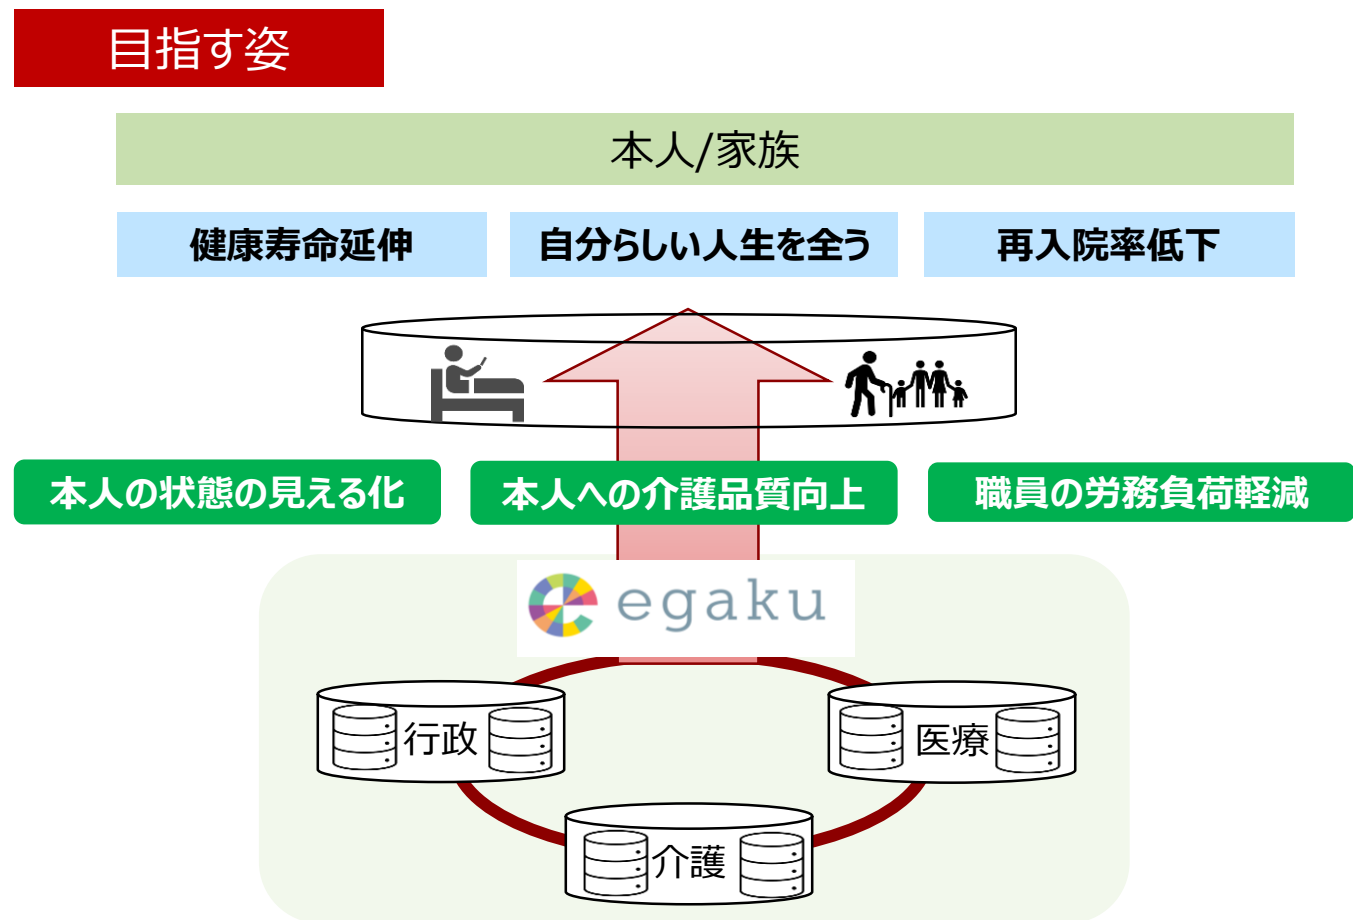 目指す姿
本人/家族
健康寿命延伸
自分らしい人生を全う
再入院率低下
本人の状態の見える化
本人への介護品質向上
職員の労務負荷軽減
egaku
行政
医療
介護